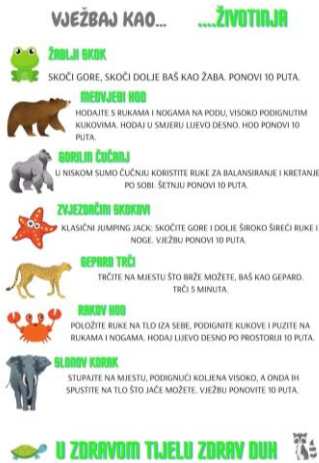 VJEŽBAJ KAO... ....ŽIVOTINJA
ŽABLJI SKOK
SKOČI GORE, SKOČI DOLJE BAŠ KAO ŽABA. PONOVI 10 PUTA.
MEDVJEĐI HOD
HODAJTE S RUKAMA I NOGAMA NA PODU, VISOKO PODIGNUTIM
KUKOVIMA. HODAJ U SMJERU LIJEVO DESNO. HOD PONOVI 10
PUTA.
GORILIN ČUČANJ
U NISKOM SUMO ČUČNJU KORISTITE RUKE ZA BALANSIRANJE I KRETANJE
PO SOBI. ŠETNJU PONOVI 10 PUTA.
ZVJEZDAČINI SKOKOVI
KLASIČNI JUMPING JACK: SKOČITE GORE I DOLJE ŠIROKO ŠIREĆI RUKE I
NOGE. VJEŽBU PONOVI 10 PUTA.
GEPARD TRČI
TRČITE NA MJESTU ŠTO BRŽE MOŽETE, BAŠ KAO GEPARD.
TRČI 5 MINUTA.
RAKOV HOD
POLOŽITE RUKE NA TLO IZA SEBE, PODIGNITE KUKOVE I PUZITE NA
RUKAMA I NOGAMA. HODAJ LIJEVO DESNO PO PROSTORIJI 10 PUTA.
SLONOV KORAK
STUPAJTE NA MJESTU, PODIGNUĆI KOLJENA VISOKO, A ONDA IH
SPUSTITE NA TLO ŠTO JAČE MOŽETE. VJEŽBU PONOVITE 10 PUTA.
U ZDRAVOM TIJELU ZDRAV DUH